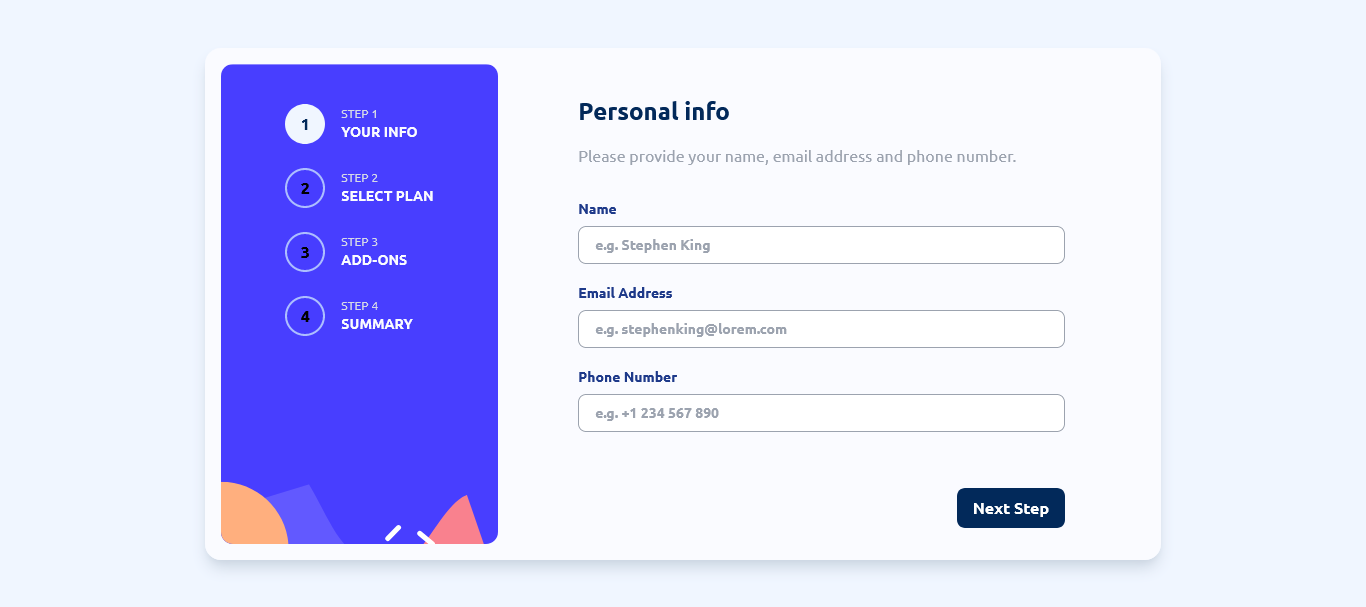 1
STEP 1
YOUR INFO
2
STEP 2
SELECT PLAN
3
STEP 3
ADD-ONS
4
STEP 4
SUMMARY
Personal info
Please provide your name, email address and phone number.
Name
e.g. Stephen King
Email Address
e.g. stephenking@lorem.com
Phone Number
e.g. +1 234 567 890
Next Step